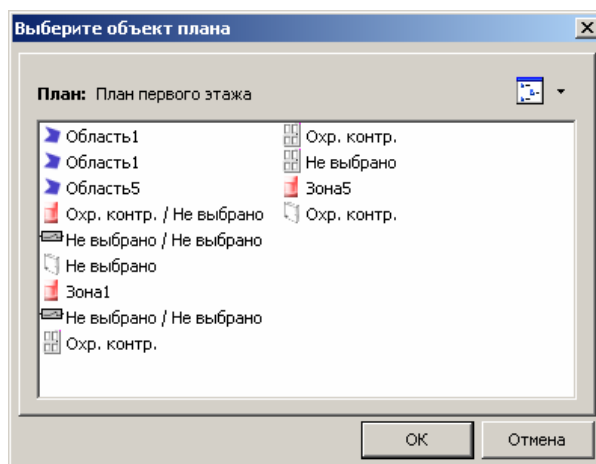 Выберите объект плана
План: План первого этажа
Область1
Область1
Область5
Охр. контр. / Не выбрано
Не выбрано / Не выбрано
Не выбрано
Зона1
Не выбрано / Не выбрано
Охр. контр.
Охр. контр.
Не выбрано
Зона5
Охр. контр.
ОК
Отмена